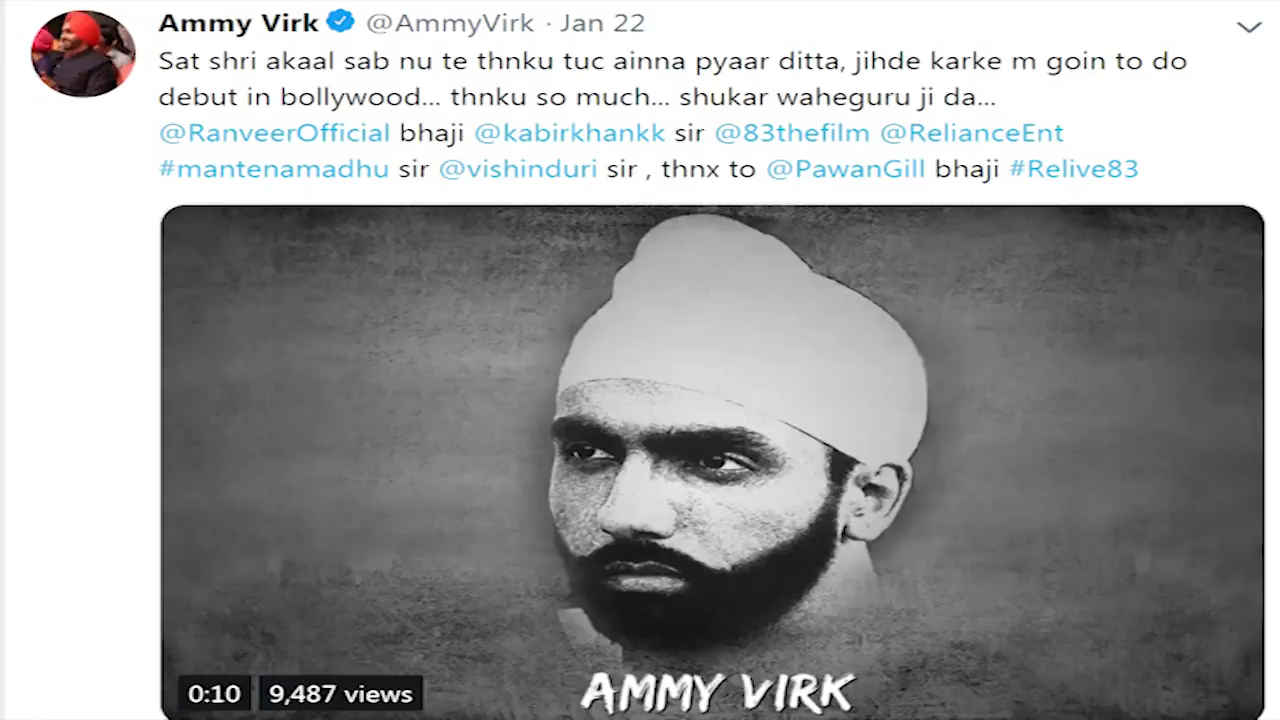 Ammy Virk @AmmyVirk · Jan 22
Sat shri akaal sab nu te thnku tuc ainna pyaar ditta, jihde karke m goin to do
debut in bollywood... thnku so much... shukar waheguru ji da...
@RanveerOfficial bhaji @kabirkhankk sir @83thefilm @RelianceEnt
#mantenamadhu sir @vishinduri sir , thnx to @PawanGill bhaji #Relive83
AMMY VIRK
0:10 9,487 views